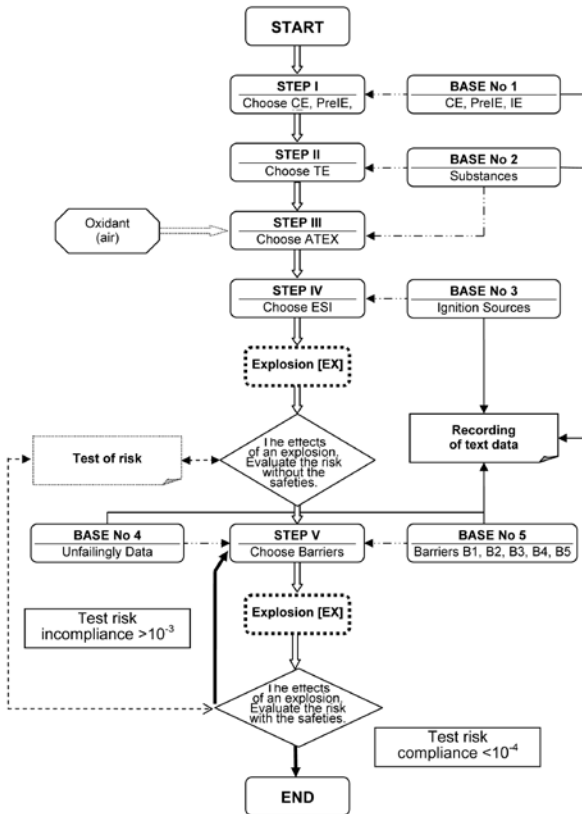 START
STEP I
Choose CE, PreIE,
BASE No 1
CE, PreIE, IE
STEP II
Choose TE
BASE No 2
Substances
Oxidant
(air)
STEP III
Choose ATEX
STEP IV
Choose ESI
BASE No 3
Ignition Sources
Explosion [EX]
The effects
of an explosion.
Evaluate the risk
without the
safeties.
Test of risk
Recording
of text data
BASE No 4
Unfailingly Data
STEP V
Choose Barriers
BASE No 5
Barriers B1, B2, B3, B4, B5
Test risk
incompliance >10⁻³
Explosion [EX]
The effects
of an explosion.
Evaluate the risk
with the safeties.
Test risk
compliance <10⁻⁴
END